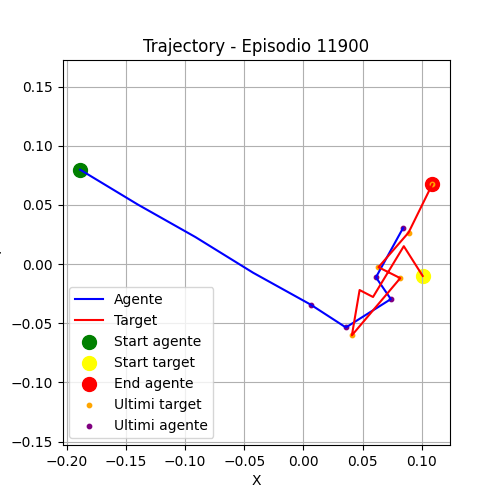 Trajectory - Episodio 11900
0.15
0.10
0.05
0.00
−0.05
−0.10
−0.15
Agente
Target
Start agente
Start target
End agente
Ultimi target
Ultimi agente
−0.20 −0.15 −0.10 −0.05 0.00 0.05 0.10
X